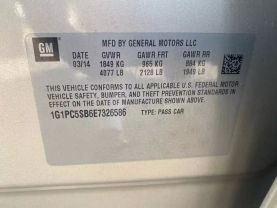 GM
MFD BY GENERAL MOTORS LLC
DATE GVWR GAWR FRT GAWR RR
03/14 1849 KG 965 KG 884 KG
4077 LB 2128 LB 1949 LB
THIS VEHICLE CONFORMS TO ALL APPLICABLE U.S. FEDERAL MOTOR
VEHICLE SAFETY, BUMPER, AND THEFT PREVENTION STANDARDS IN
EFFECT ON THE DATE OF MANUFACTURE SHOWN ABOVE.
1G1PC5SB6E7326586 TYPE: PASS CAR